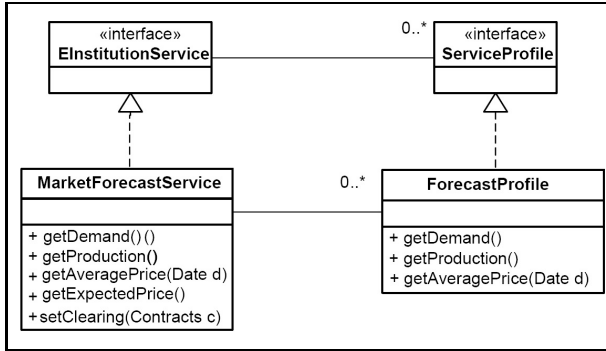 «interface»
EInstitutionService
0..*
«interface»
ServiceProfile
MarketForecastService
+ getDemand()()
+ getProduction()
+ getAveragePrice(Date d)
+ getExpectedPrice()
+setClearing(Contracts c)
0..*
ForecastProfile
+ getDemand()
+ getProduction()
+ getAveragePrice(Date d)